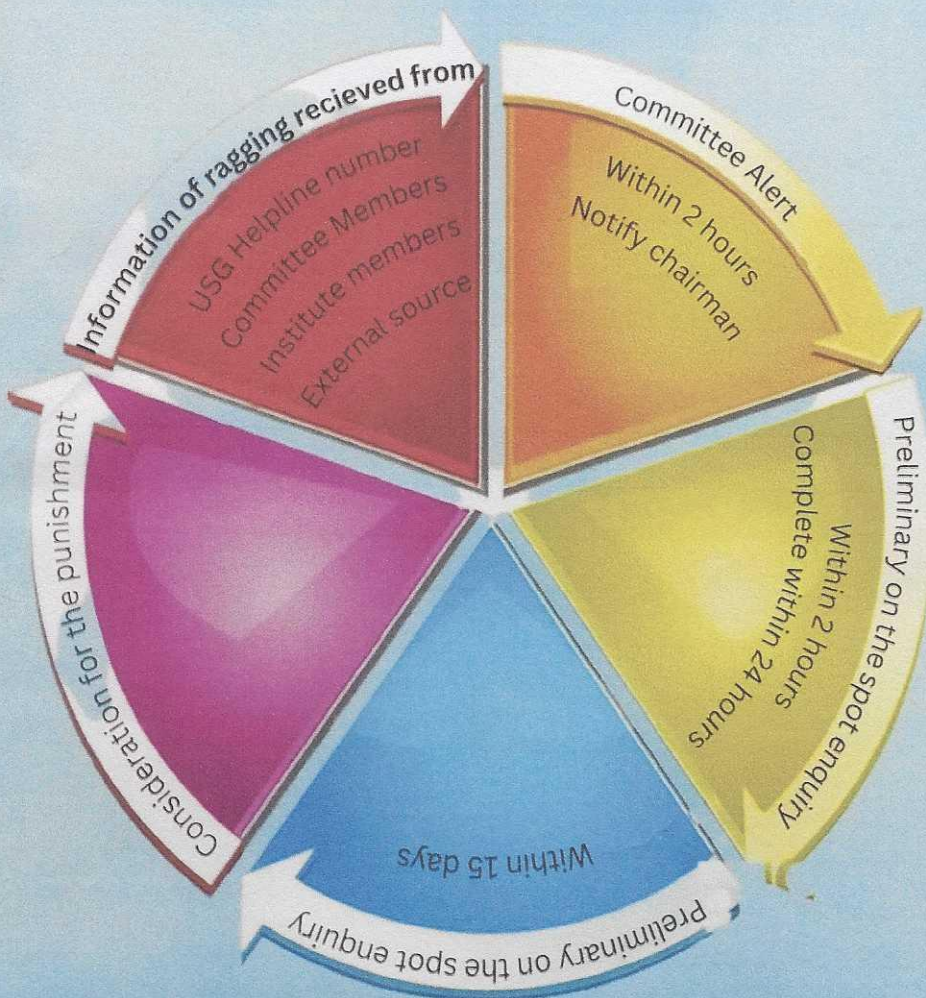 Information of ragging recieved from
USG Helpline number
Committee Members
Institute members
External source
Committee Alert
Within 2 hours
Notify chairman
Preliminary on the spot enquiry
Within 2 hours
Complete within 24 hours
Preliminary on the spot enquiry
Within 15 days
Consideration for the punishment